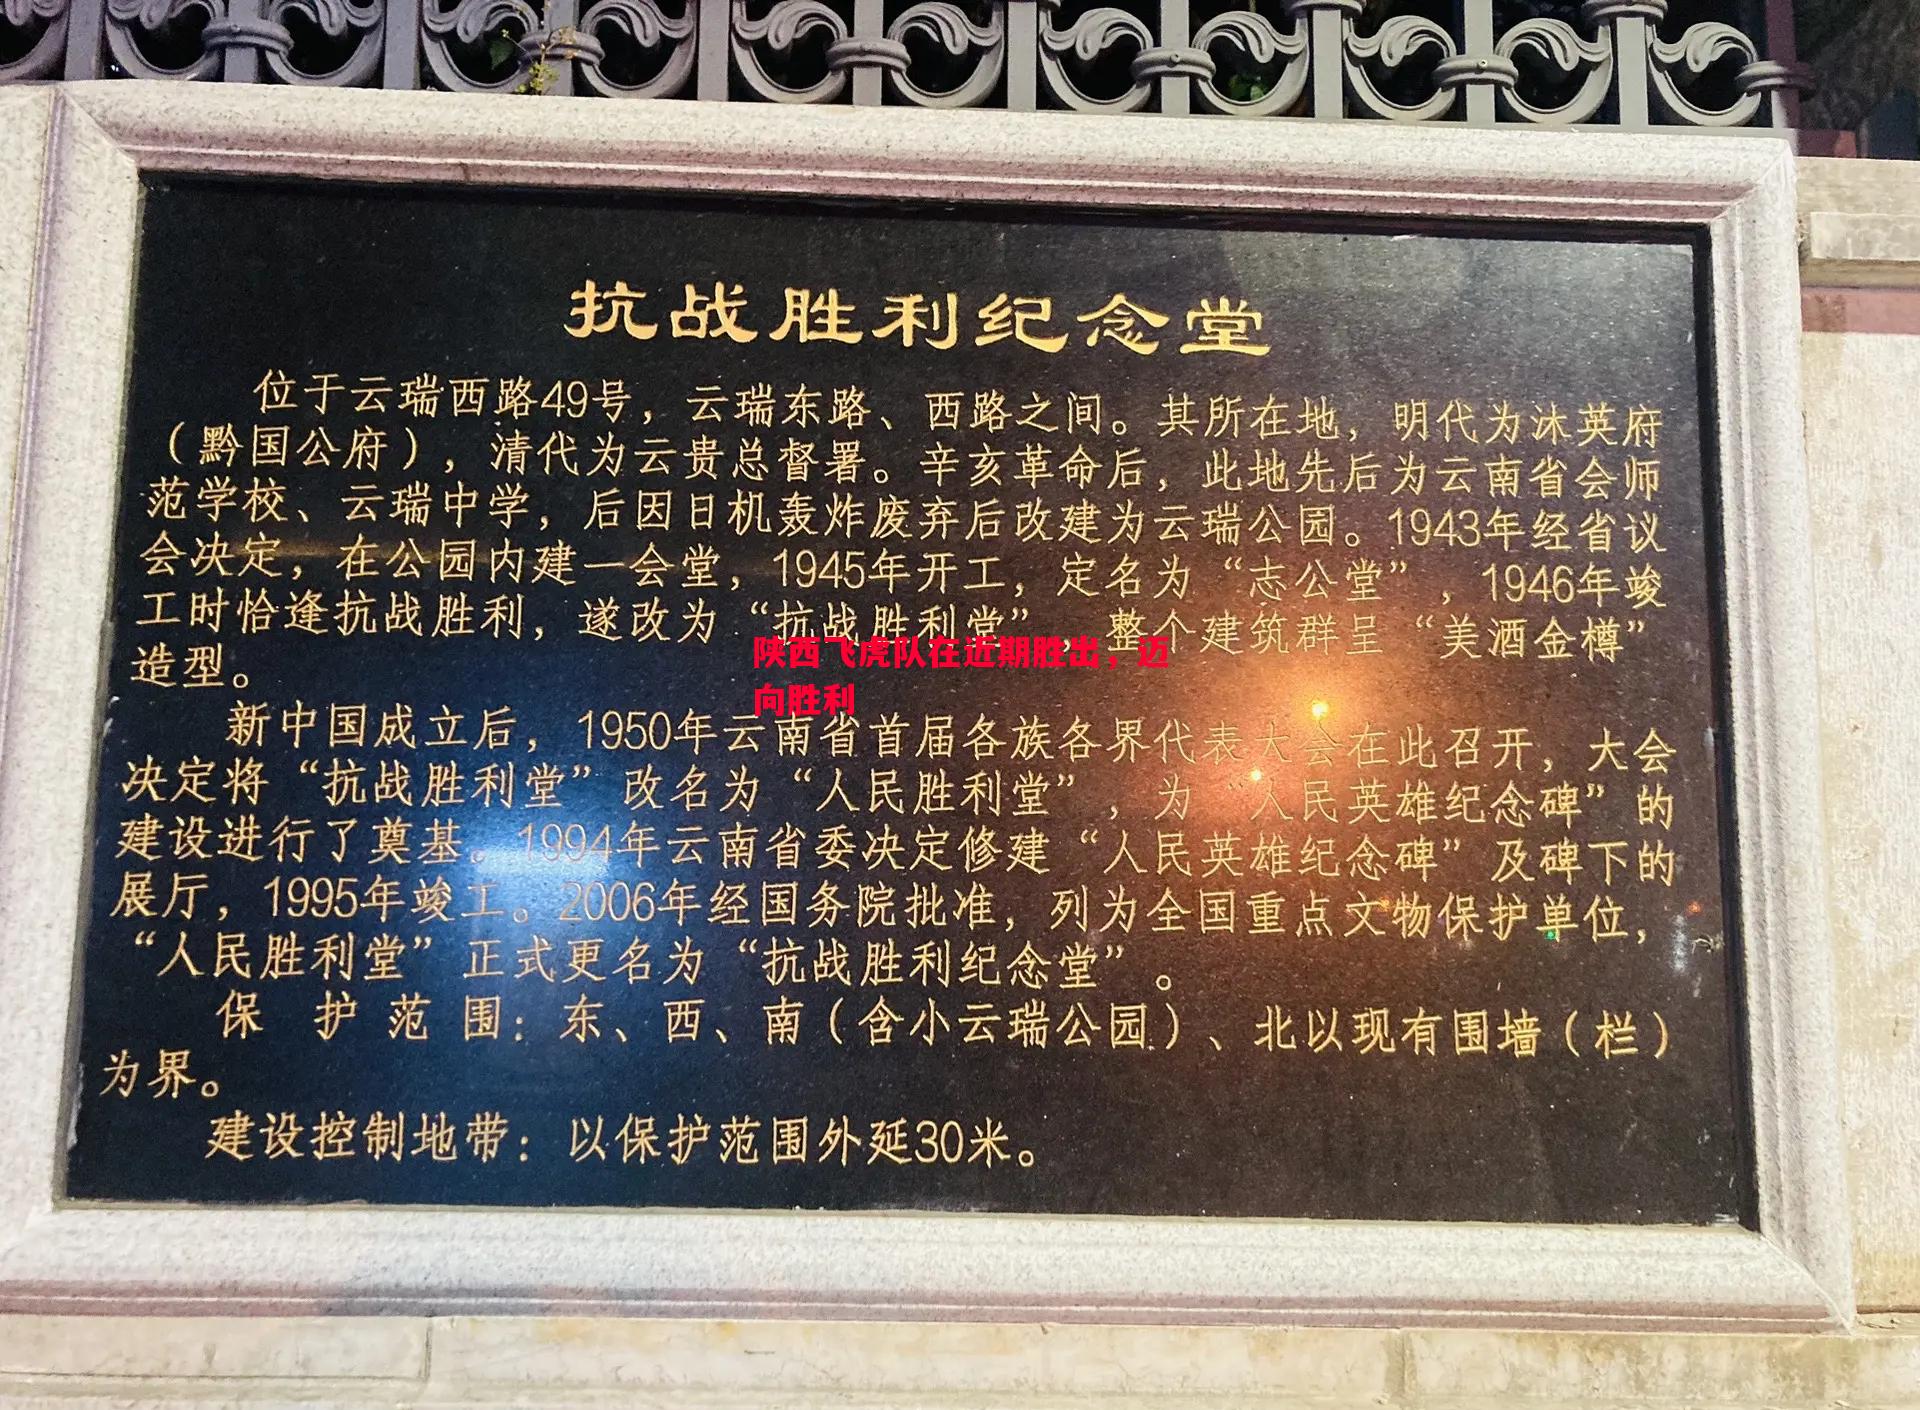 抗战胜利纪念堂
位于云瑞西路49号，云瑞东路、西路之间。其所在地，明代为沐英府
（黔国公府），清代为云贵总督署。辛亥革命后，此地先后为云南省会师
范学校、云瑞中学，后因日机轰炸废弃后改建为云瑞公园。1943年经省议
会决定，在公园内建一会堂，1945年开工，定名为“志公堂”，1946年竣
工时恰逢抗战胜利，遂改为“抗战胜利堂”，整个建筑群呈“美酒金樽”
造型。
陕西飞虎队在近期胜出，迈
向胜利
新中国成立后，1950年云南省首届各族各界代表大会在此召开，大会
决定将“抗战胜利堂”改名为“人民胜利堂”，为“人民英雄纪念碑”的
建设进行了奠基。1994年云南省委决定修建“人民英雄纪念碑”及碑下的
展厅，1995年竣工。2006年经国务院批准，列为全国重点文物保护单位，
“人民胜利堂”正式更名为“抗战胜利纪念堂”。
保护范围：东、西、南（含小云瑞公园）、北以现有围墙（栏）
为界。
建设控制地带：以保护范围外延30米。